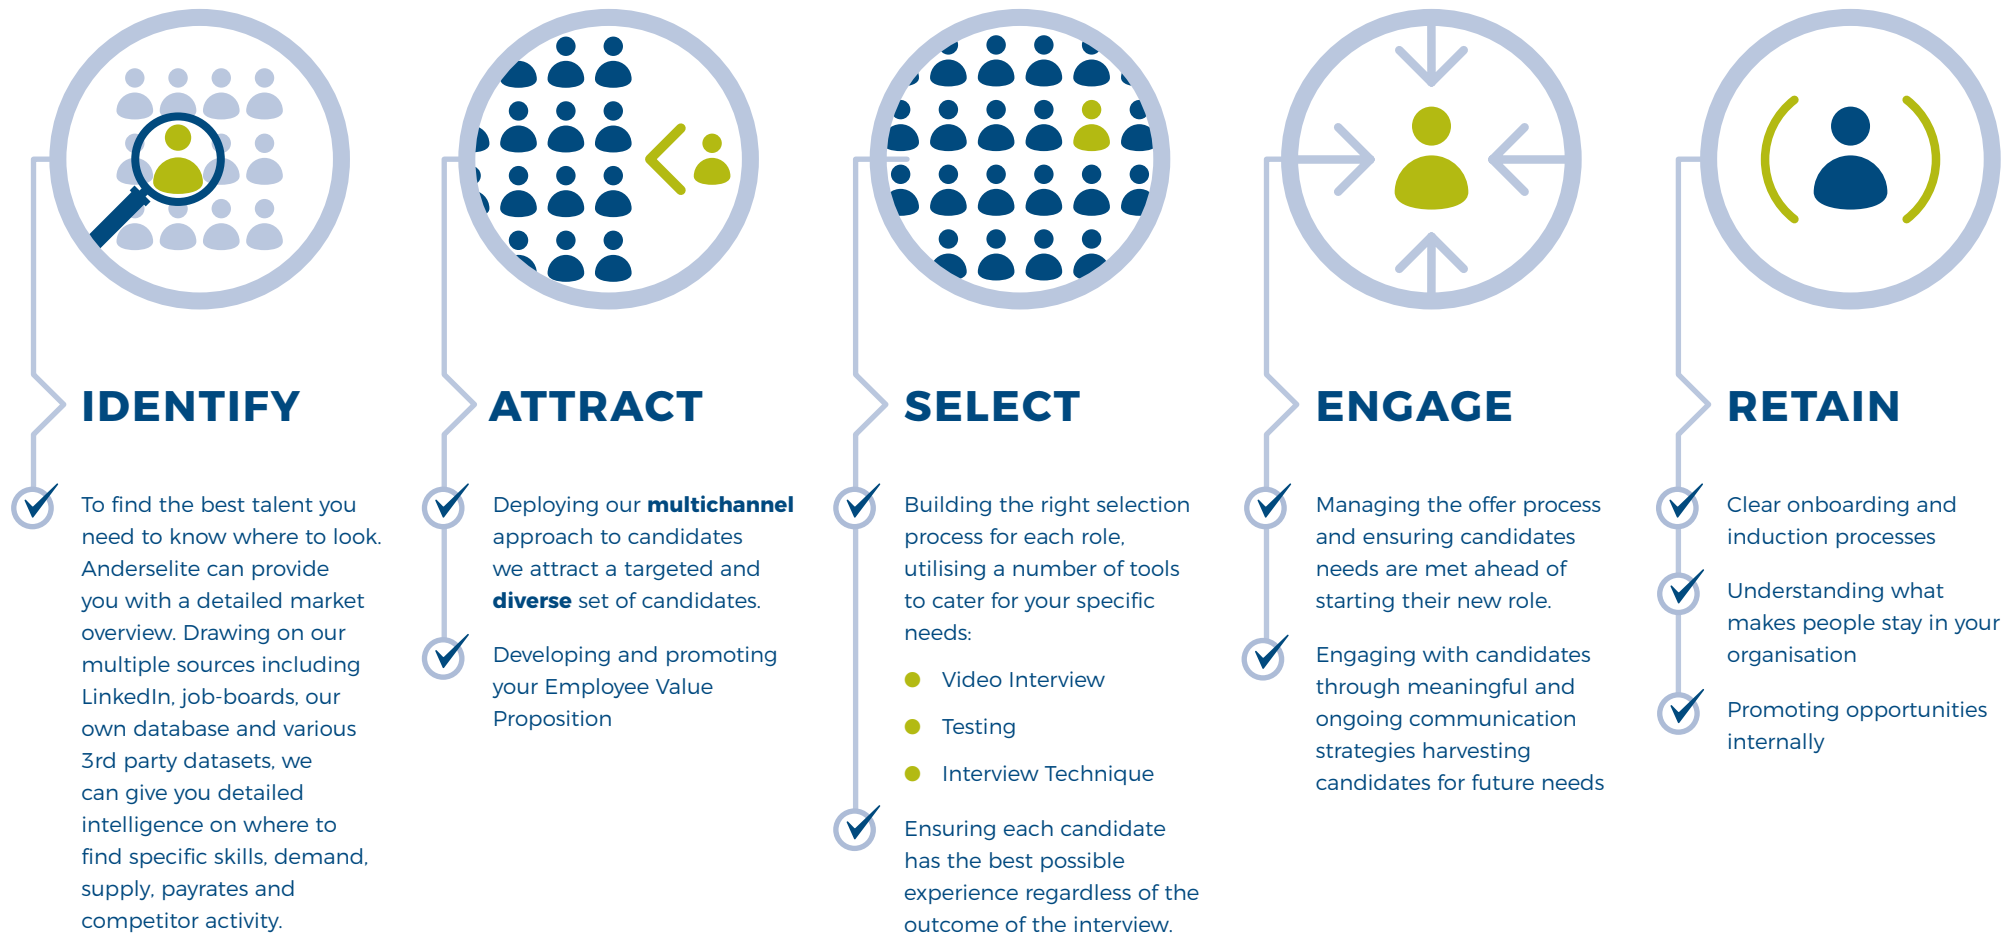 IDENTIFY
To find the best talent you
need to know where to look.
Anderselite can provide
you with a detailed market
overview. Drawing on our
multiple sources including
LinkedIn, job-boards, our
own database and various
3rd party datasets, we
can give you detailed
intelligence on where to
find specific skills, demand,
supply, payrates and
competitor activity.
ATTRACT
Deploying our multichannel
approach to candidates
we attract a targeted and
diverse set of candidates.
Developing and promoting
your Employee Value
Proposition
SELECT
Building the right selection
process for each role,
utilising a number of tools
to cater for your specific
needs:
Video Interview
Testing
Interview Technique
Ensuring each candidate
has the best possible
experience regardless of the
outcome of the interview.
ENGAGE
Managing the offer process
and ensuring candidates
needs are met ahead of
starting their new role.
Engaging with candidates
through meaningful and
ongoing communication
strategies harvesting
candidates for future needs
RETAIN
Clear onboarding and
induction processes
Understanding what
makes people stay in your
organisation
Promoting opportunities
internally